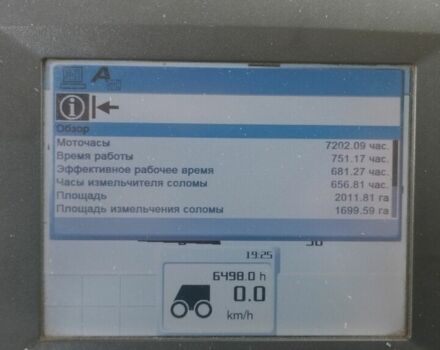 Обзор
Моточасы 7202.09 час.
Время работы 751.17 час.
Эффективное рабочее время 681.27 час.
Часы измельчителя соломы 656.81 час.
Площадь 2011.81 га
Площадь измельчения соломы 1699.59 га
19:25
6498.0 h
0.0
km/h